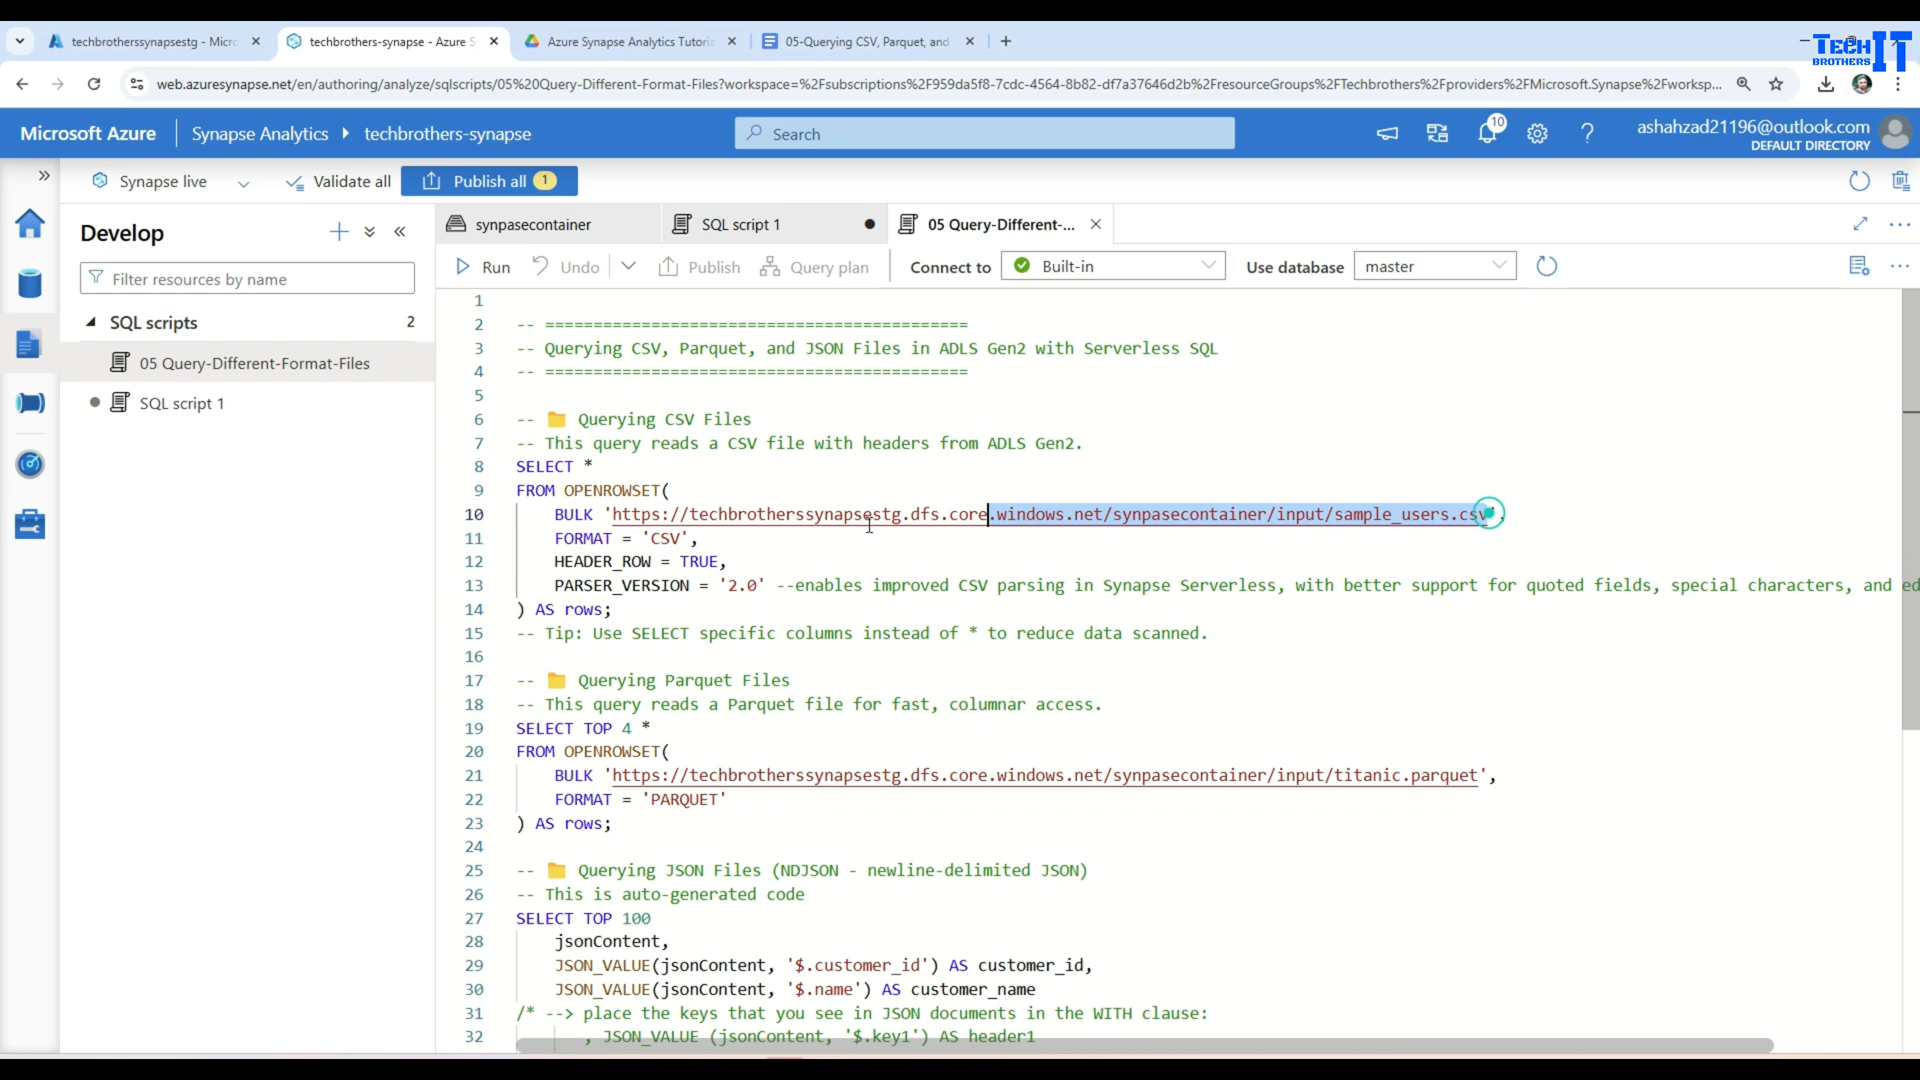 techbrotherssynapsestg - Micro
techbrothers-synapse - Azure S
Azure Synapse Analytics Tutoria
05-Querying CSV, Parquet, and
TECH IT
BROTHERS
web.azuresynapse.net/en/authoring/analyze/sqlscripts/05%20Query-Different-Format-Files?workspace=%2Fsubscriptions%2F959da5f8-7cdc-4564-8b82-df7a37646d2b%2FresourceGroups%2FTechbrothers%2Fproviders%2FMicrosoft.Synapse%2Fworksp...
Microsoft Azure
Synapse Analytics
techbrothers-synapse
Search
10
ashahzad21196@outlook.com
DEFAULT DIRECTORY
Synapse live
Validate all
Publish all 1
Develop
Filter resources by name
SQL scripts 2
05 Query-Different-Format-Files
SQL script 1
synpasecontainer
SQL script 1
05 Query-Different-...
Run
Undo
Publish
Query plan
Connect to
Built-in
Use database
master
1
2 -- ============================================
3 -- Querying CSV, Parquet, and JSON Files in ADLS Gen2 with Serverless SQL
4 -- ============================================
5
6 -- 📁 Querying CSV Files
7 -- This query reads a CSV file with headers from ADLS Gen2.
8 SELECT *
9 FROM OPENROWSET(
10 BULK 'https://techbrotherssynapsestg.dfs.core.windows.net/synpasecontainer/input/sample_users.csv',
11 FORMAT = 'CSV',
12 HEADER_ROW = TRUE,
13 PARSER_VERSION = '2.0' --enables improved CSV parsing in Synapse Serverless, with better support for quoted fields, special characters, and ed
14 ) AS rows;
15 -- Tip: Use SELECT specific columns instead of * to reduce data scanned.
16
17 -- 📁 Querying Parquet Files
18 -- This query reads a Parquet file for fast, columnar access.
19 SELECT TOP 4 *
20 FROM OPENROWSET(
21 BULK 'https://techbrotherssynapsestg.dfs.core.windows.net/synpasecontainer/input/titanic.parquet',
22 FORMAT = 'PARQUET'
23 ) AS rows;
24
25 -- 📁 Querying JSON Files (NDJSON - newline-delimited JSON)
26 -- This is auto-generated code
27 SELECT TOP 100
28 jsonContent,
29 JSON_VALUE(jsonContent, '$.customer_id') AS customer_id,
30 JSON_VALUE(jsonContent, '$.name') AS customer_name
31 /* --> place the keys that you see in JSON documents in the WITH clause:
32 , JSON_VALUE (jsonContent, '$.key1') AS header1